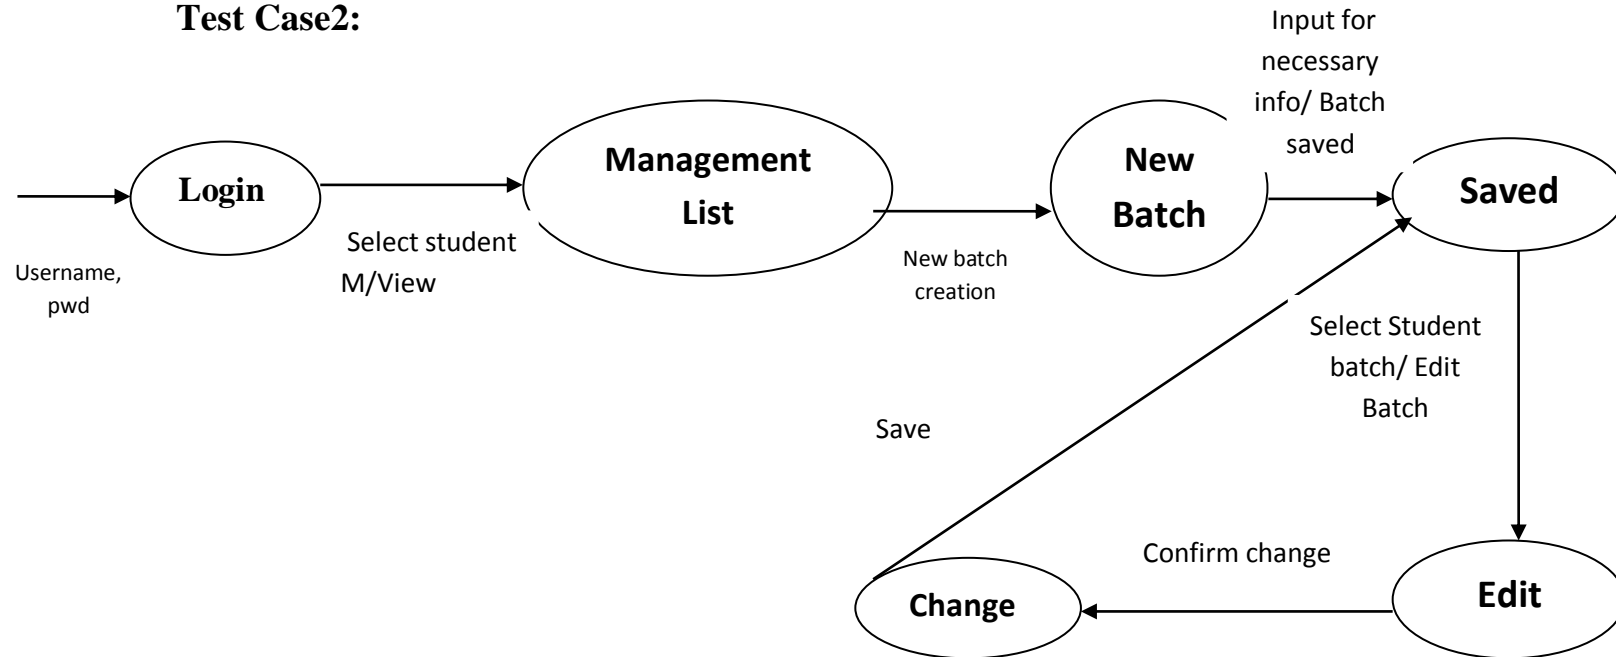 Test Case2:
Input for
necessary
info/ Batch
saved
Login
Management
List
New
Batch
Saved
Username,
pwd
Select student
M/View
New batch
creation
Select Student
batch/ Edit
Batch
Save
Confirm change
Change
Edit